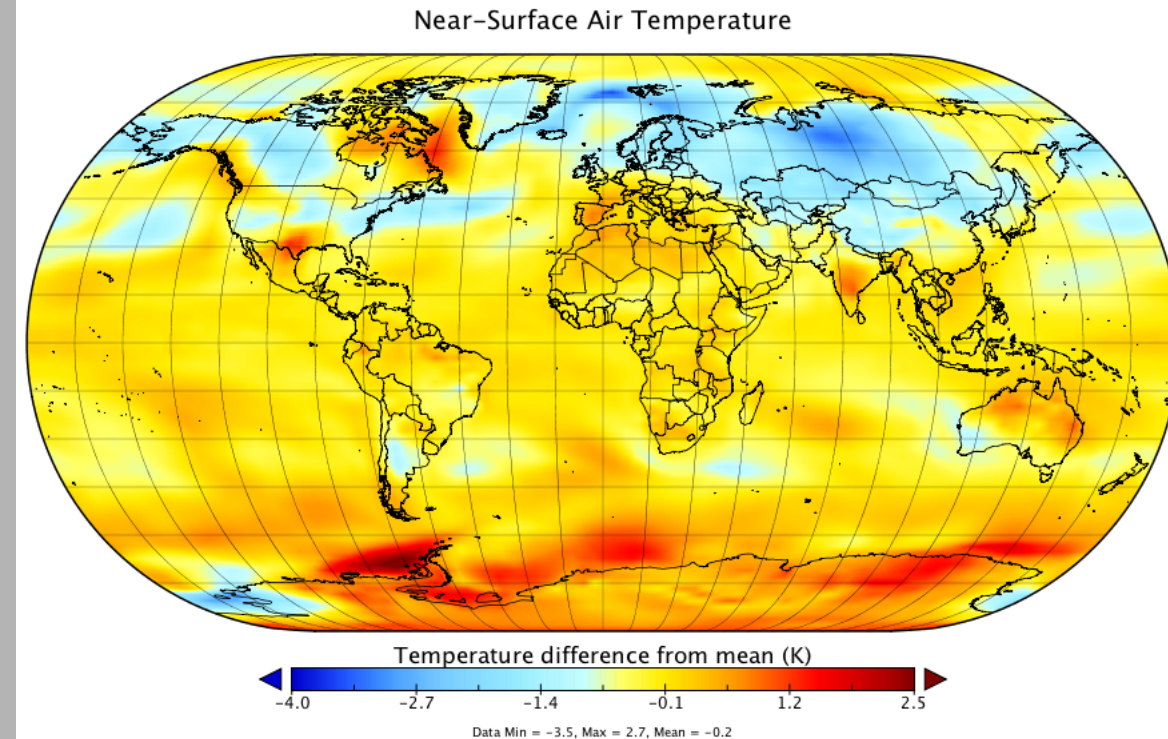 Near-Surface Air Temperature
Temperature difference from mean (K)
-4.0 -2.7 -1.4 -0.1 1.2 2.5
Data Min = -3.5, Max = 2.7, Mean = -0.2